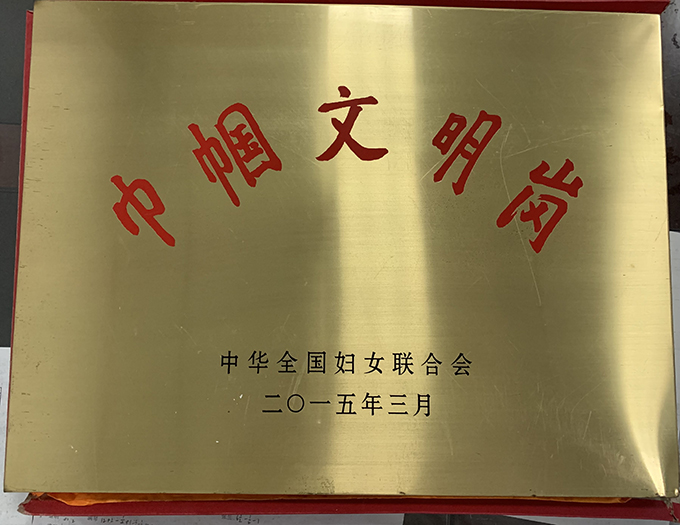 巾帼文明岗
中华全国妇女联合会
二〇一五年三月